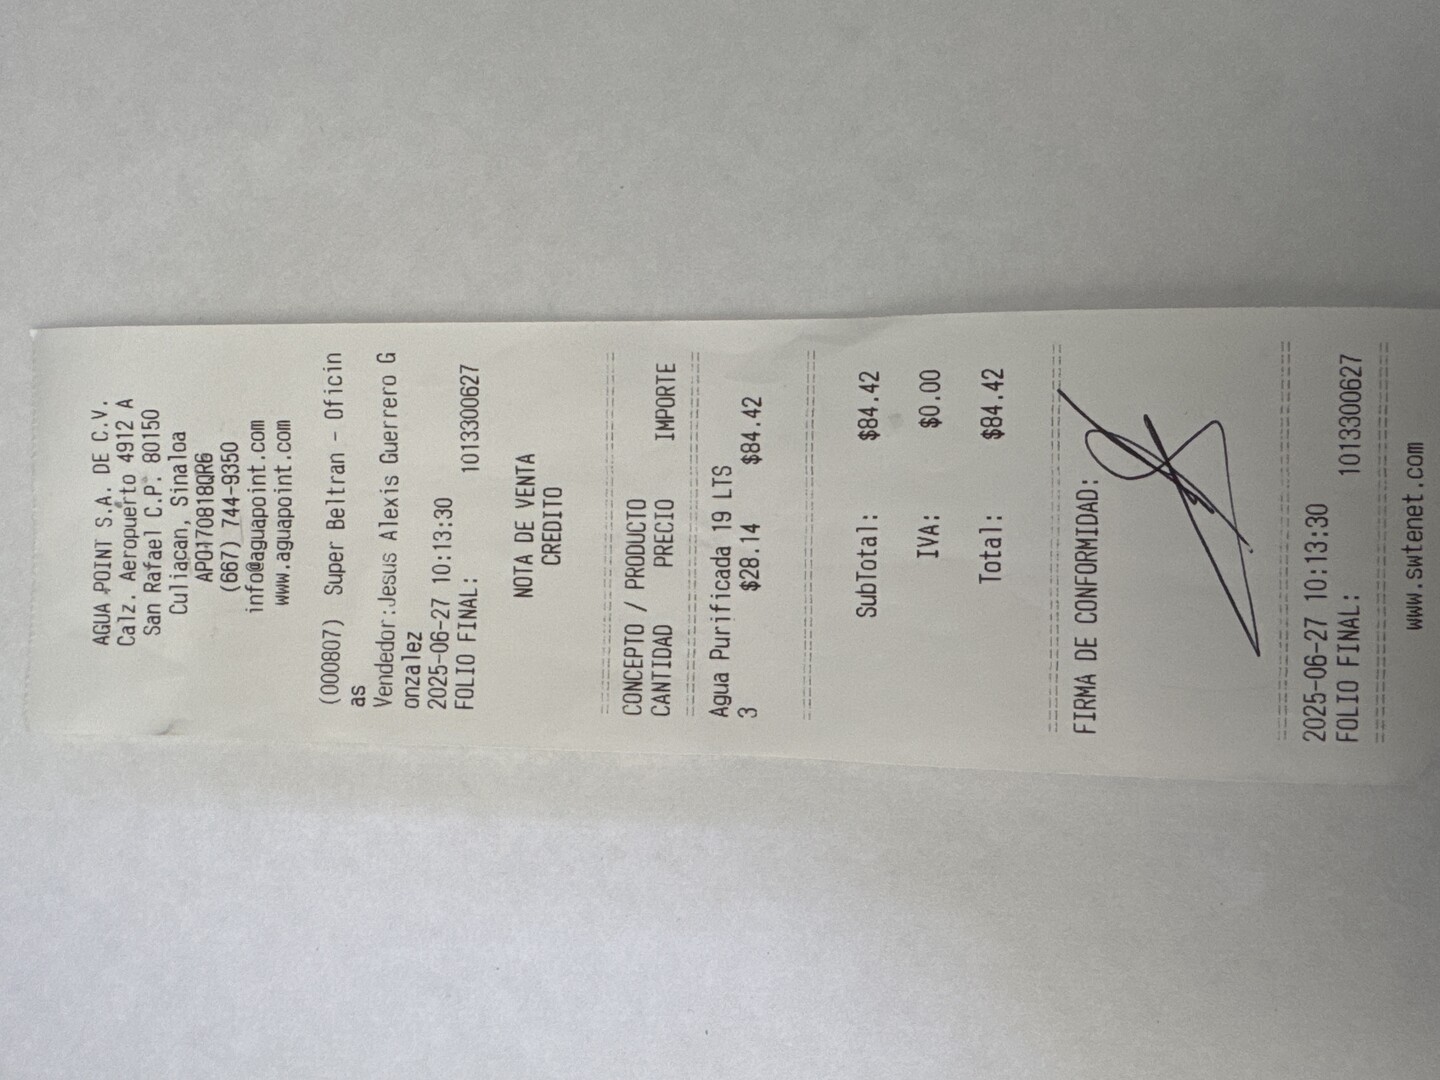 AGUA POINT S.A. DE C.V.
Calz. Aeropuerto 4912 A
San Rafael C.P. 80150
Culiacan, Sinaloa
APO170818QR6
(667) 744-9350
info@aguapoint.com
www.aguapoint.com
(000807) Super Beltran - Oficin
as
Vendedor:Jesus Alexis Guerrero G
onzalez
2025-06-27 10:13:30
FOLIO FINAL: 1013300627
NOTA DE VENTA
CREDITO
CONCEPTO / PRODUCTO
CANTIDAD PRECIO IMPORTE
Agua Purificada 19 LTS
3 $28.14 $84.42
SubTotal: $84.42
IVA: $0.00
Total: $84.42
FIRMA DE CONFORMIDAD:
2025-06-27 10:13:30
FOLIO FINAL: 1013300627
www.swtenet.com